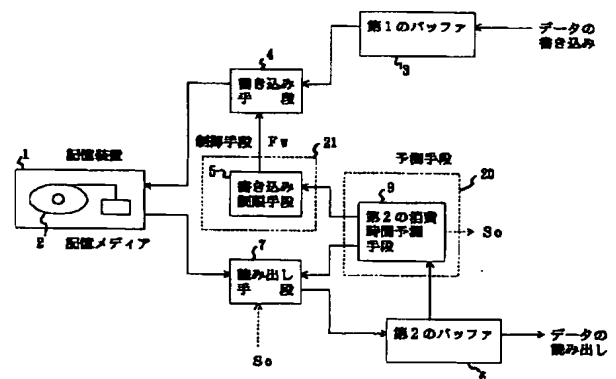 第1のバッファ
3
データの
書き込み
4
書き込み
手　段
制御手段
Fw
21
予測手段
20
1
記憶装置
2
記憶メディア
5
書き込み
制限手段
9
第2の消費
時間予測
手段
So
7
読み出し
手　段
So
第2のバッファ
6
データの
読み出し